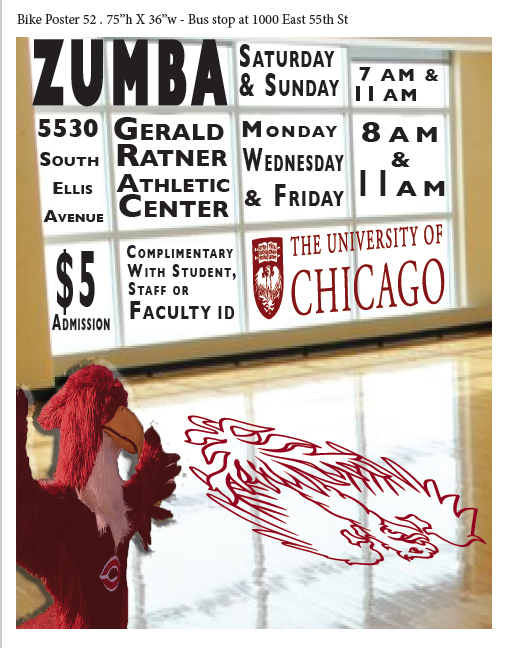 Bike Poster 52 . 75”h X 36”w - Bus stop at 1000 East 55th St
ZUMBA
SATURDAY
& SUNDAY
7 AM &
11 AM
5530
SOUTH
ELLIS
AVENUE
GERALD
RATNER
ATHLETIC
CENTER
MONDAY
WEDNESDAY
& FRIDAY
8 AM
&
11 AM
$5
ADMISSION
COMPLIMENTARY
WITH STUDENT,
STAFF OR
FACULTY ID
THE UNIVERSITY OF
CHICAGO